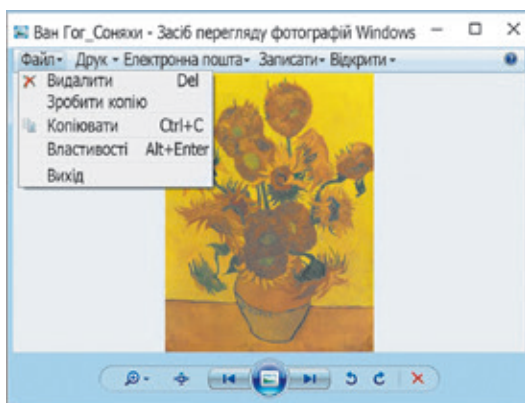 Ван Гог_Соняхи - Засіб перегляду фотографій Windows
Файл Друк Електронна пошта Записати Відкрити
Видалити Del
Зробити копію
Копіювати Ctrl+C
Властивості Alt+Enter
Вихід